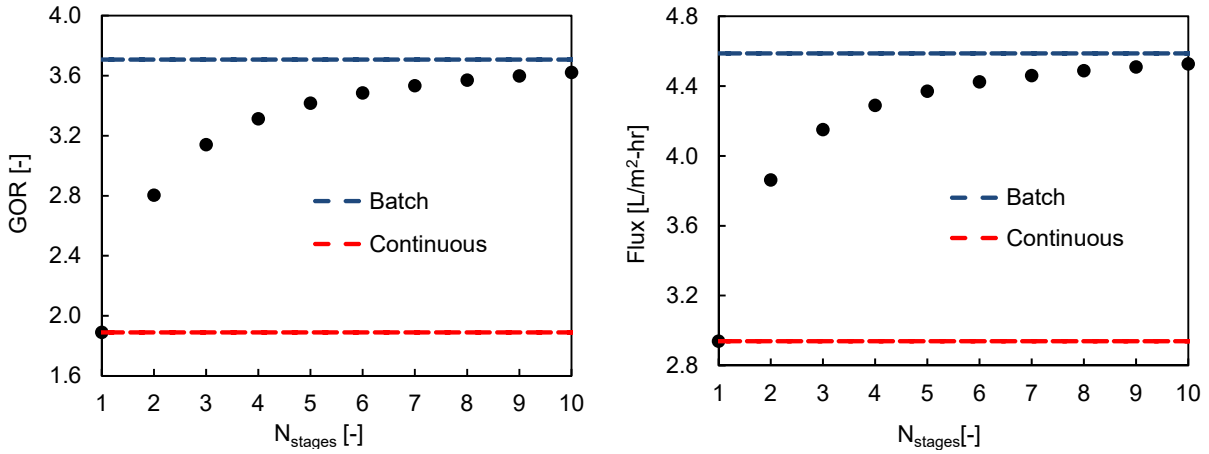 4.0
3.6
3.2
2.8
2.4
2.0
1.6
GOR [-]
Batch
Continuous
1 2 3 4 5 6 7 8 9 10
N_stages [-]
4.8
4.4
4.0
3.6
3.2
2.8
Flux [L/m²-hr]
Batch
Continuous
1 2 3 4 5 6 7 8 9 10
N_stages[-]